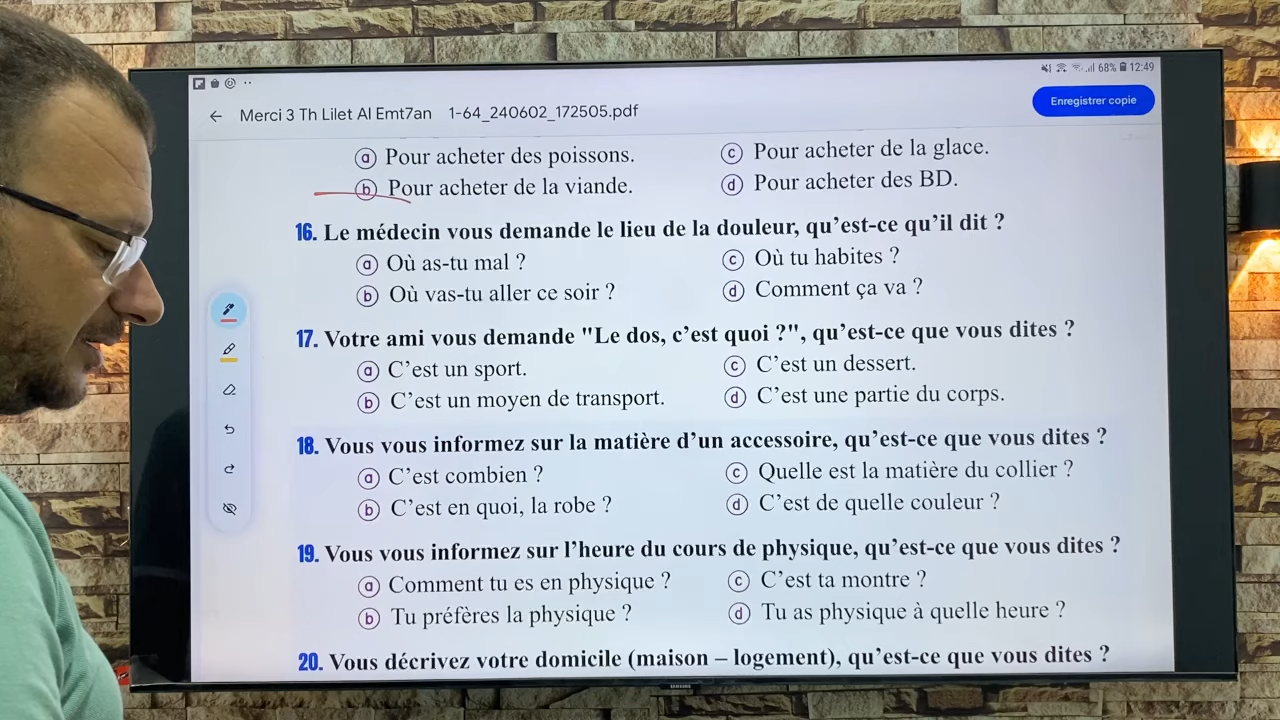 68% 12:49
← Merci 3 Th Lilet Al Emt7an 1-64_240602_172505.pdf
Enregistrer copie
ⓐ Pour acheter des poissons. ⓒ Pour acheter de la glace.
ⓑ Pour acheter de la viande. ⓓ Pour acheter des BD.
16. Le médecin vous demande le lieu de la douleur, qu’est-ce qu’il dit ?
ⓐ Où as-tu mal ? ⓒ Où tu habites ?
ⓑ Où vas-tu aller ce soir ? ⓓ Comment ça va ?
17. Votre ami vous demande "Le dos, c’est quoi ?", qu’est-ce que vous dites ?
ⓐ C’est un sport. ⓒ C’est un dessert.
ⓑ C’est un moyen de transport. ⓓ C’est une partie du corps.
18. Vous vous informez sur la matière d’un accessoire, qu’est-ce que vous dites ?
ⓐ C’est combien ? ⓒ Quelle est la matière du collier ?
ⓑ C’est en quoi, la robe ? ⓓ C’est de quelle couleur ?
19. Vous vous informez sur l’heure du cours de physique, qu’est-ce que vous dites ?
ⓐ Comment tu es en physique ? ⓒ C’est ta montre ?
ⓑ Tu préfères la physique ? ⓓ Tu as physique à quelle heure ?
20. Vous décrivez votre domicile (maison – logement), qu’est-ce que vous dites ?
SAMSUNG